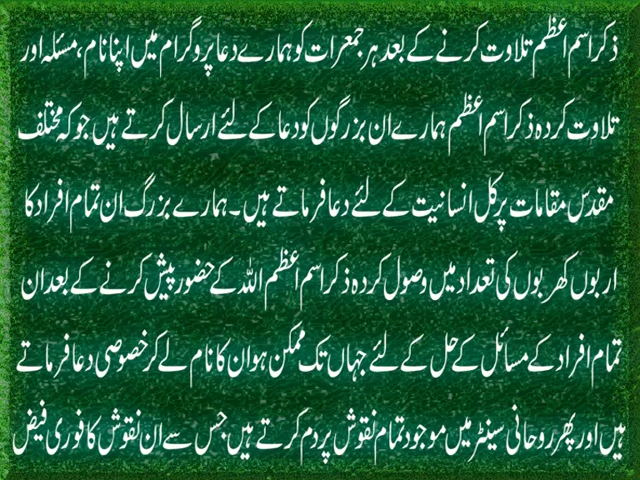 ذکر اسم اعظم تلاوت کرنے کے بعد ہر جمعرات کو ہمارے دعا پروگرام میں اپنا نام، مسئلہ اور
تلاوت کردہ ذکر اسم اعظم ہمارے ان بزرگوں کو دعا کے لئے ارسال کرتے ہیں جو کہ مختلف
مقدس مقامات پر کل انسانیت کے لئے دعا فرماتے ہیں۔ ہمارے بزرگ ان تمام افراد کا
اربوں کھربوں کی تعداد میں وصول کردہ ذکر اسم اعظم اللہ کے حضور پیش کرنے کے بعد ان
تمام افراد کے مسائل کے حل کے لئے جہاں تک ممکن ہو ان کا نام لے کر خصوصی دعا فرماتے
ہیں اور پھر روحانی سینٹر میں موجود تمام نقوش پر دم کرتے ہیں جس سے ان نقوش کا فوری فیض